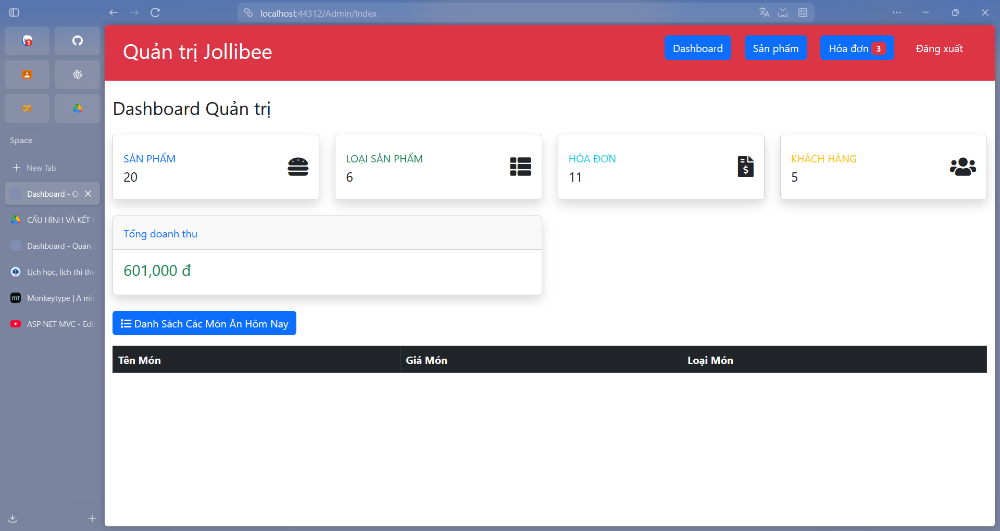 localhost:44312/Admin/Index
1
Space
New Tab
Dashboard - Q
CẤU HÌNH VÀ KẾT
Dashboard - Quản
Lịch học, lịch thi the
mt
Monkeytype | A mi
ASP NET MVC - Edi
Quản trị Jollibee
Dashboard
Sản phẩm
Hóa đơn 3
Đăng xuất
Dashboard Quản trị
SẢN PHẨM
20
LOẠI SẢN PHẨM
6
HÓA ĐƠN
11
KHÁCH HÀNG
5
Tổng doanh thu
601,000 đ
Danh Sách Các Món Ăn Hôm Nay
Tên Món Giá Món Loại Món